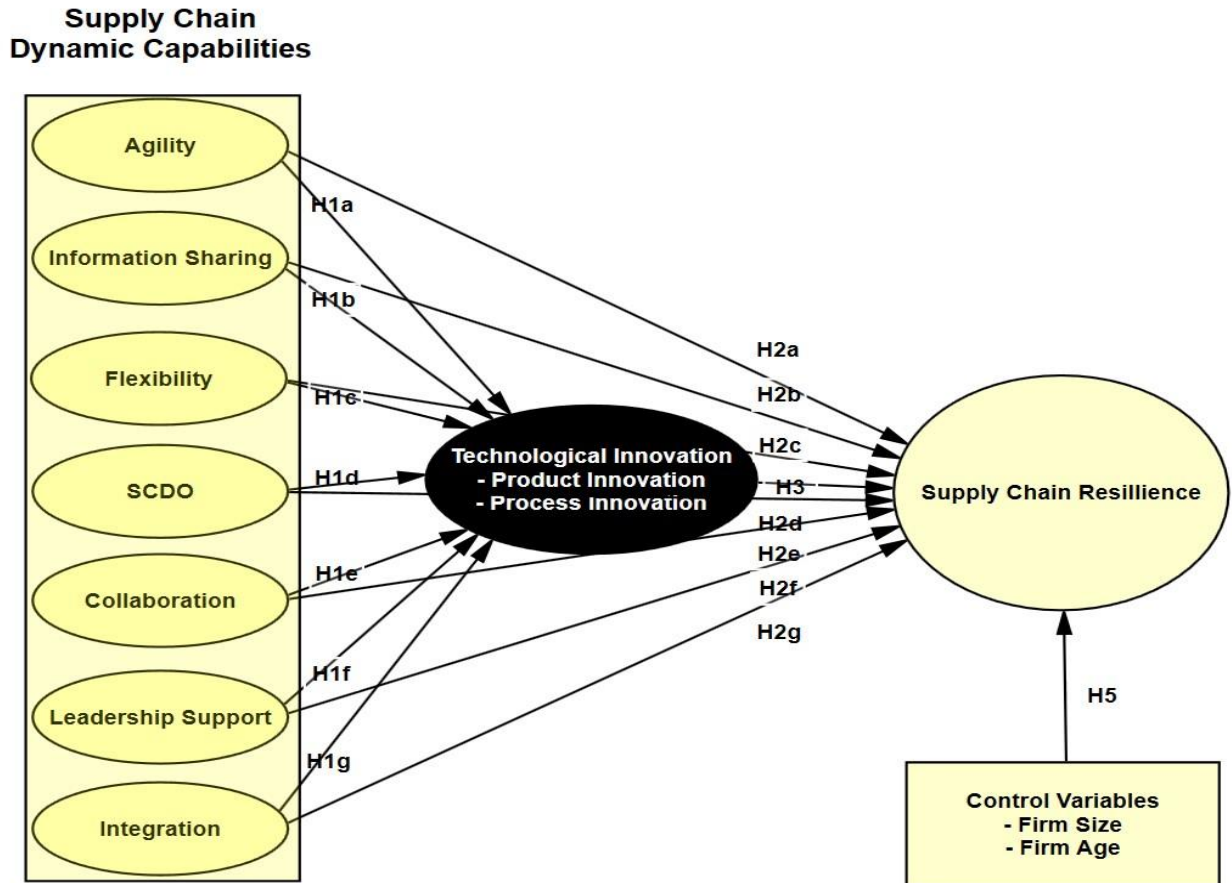 Supply Chain
Dynamic Capabilities
Agility
H1a
Information Sharing
H1b
H2a
Flexibility
H1c
H2b
Technological Innovation
- Product Innovation
- Process Innovation
H2c
SCDO
H1d
H3
Supply Chain Resillience
H2d
Collaboration
H1e
H2e
H2f
H2g
Leadership Support
H1f
H5
H1g
Integration
Control Variables
- Firm Size
- Firm Age